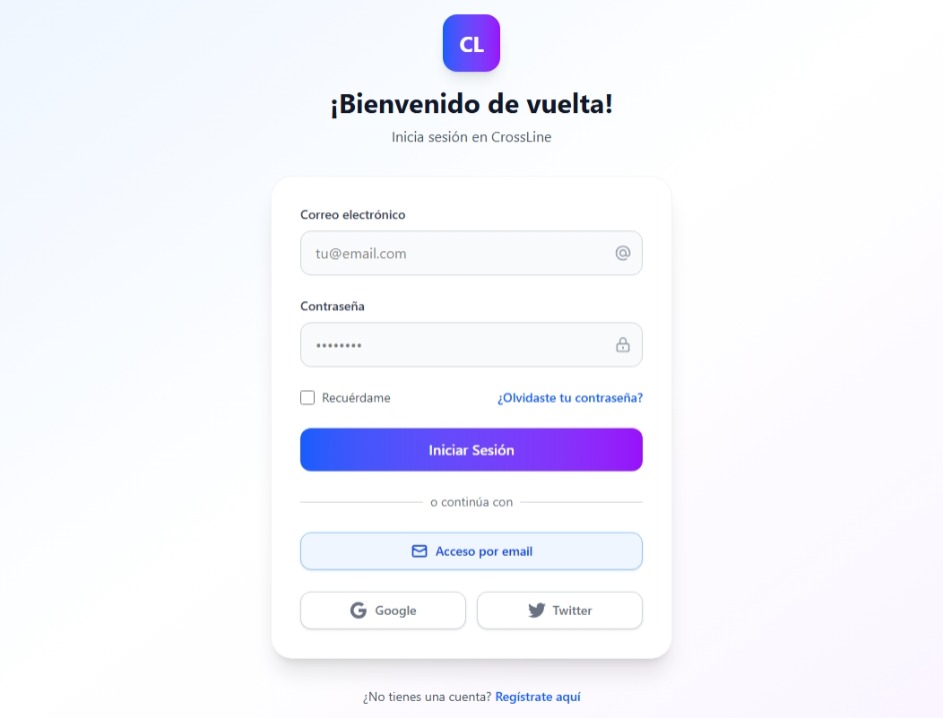 CL
¡Bienvenido de vuelta!
Inicia sesión en CrossLine
Correo electrónico
tu@email.com
Contraseña
••••••••
Recuérdame
¿Olvidaste tu contraseña?
Iniciar Sesión
o continúa con
Acceso por email
Google
Twitter
¿No tienes una cuenta? Regístrate aquí